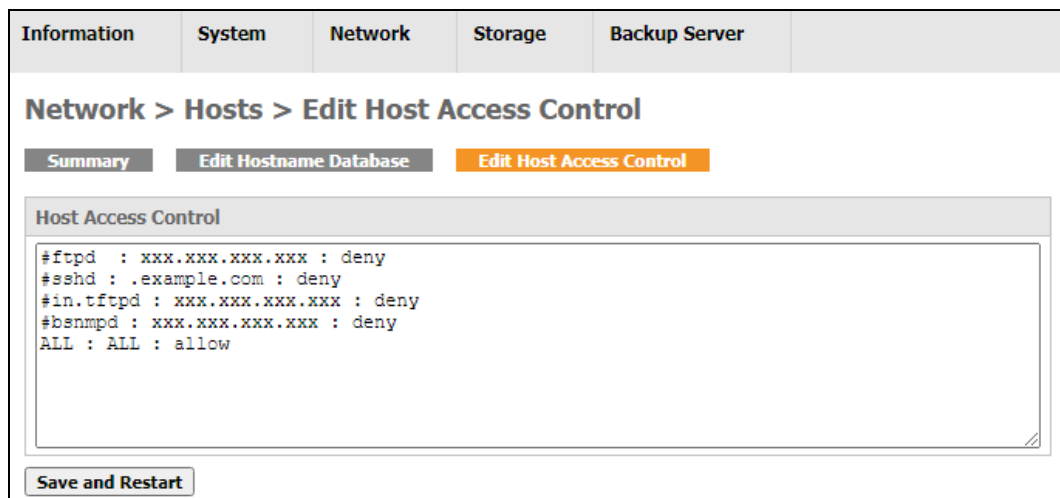 Information System Network Storage Backup Server
Network > Hosts > Edit Host Access Control
Summary Edit Hostname Database Edit Host Access Control
Host Access Control
#ftpd  : xxx.xxx.xxx.xxx : deny
#sshd : .example.com : deny
#in.tftpd : xxx.xxx.xxx.xxx : deny
#bsnmpd : xxx.xxx.xxx.xxx : deny
ALL : ALL : allow
Save and Restart